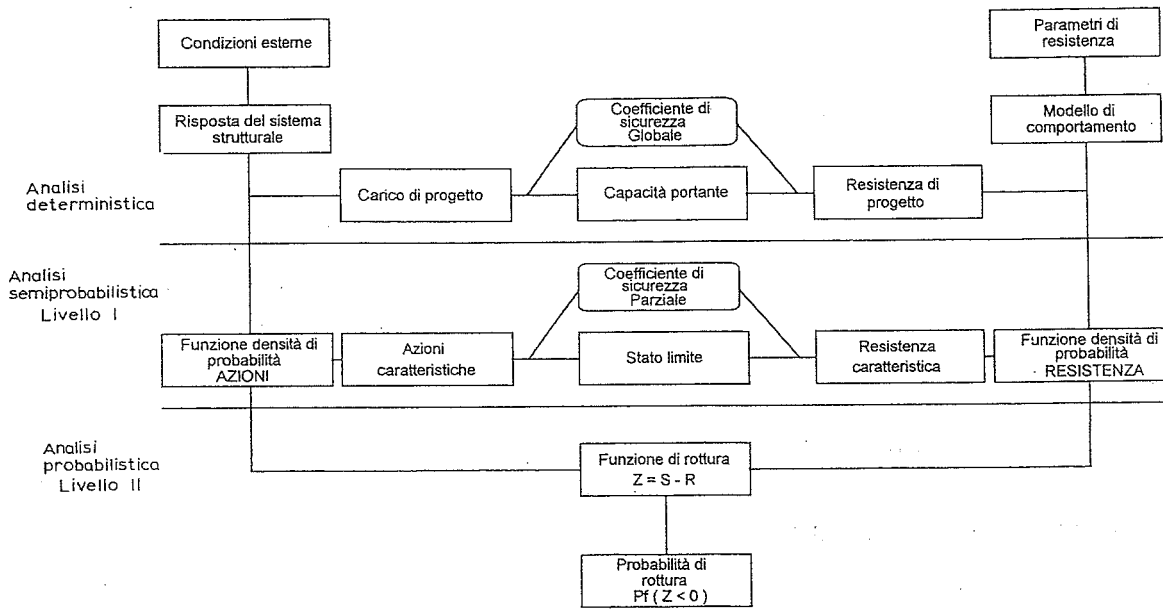 Condizioni esterne
Parametri di
resistenza
Risposta del sistema
strutturale
Coefficiente di
sicurezza
Globale
Modello di
comportamento
Analisi
deterministica
Carico di progetto
Capacità portante
Resistenza di
progetto
Analisi
semiprobabilistica
Livello I
Coefficiente di
sicurezza
Parziale
Funzione densità di
probabilità
AZIONI
Azioni
caratteristiche
Stato limite
Resistenza
caratteristica
Funzione densità di
probabilità
RESISTENZA
Analisi
probabilistica
Livello II
Funzione di rottura
Z = S - R
Probabilità di
rottura
Pf ( Z < 0 )